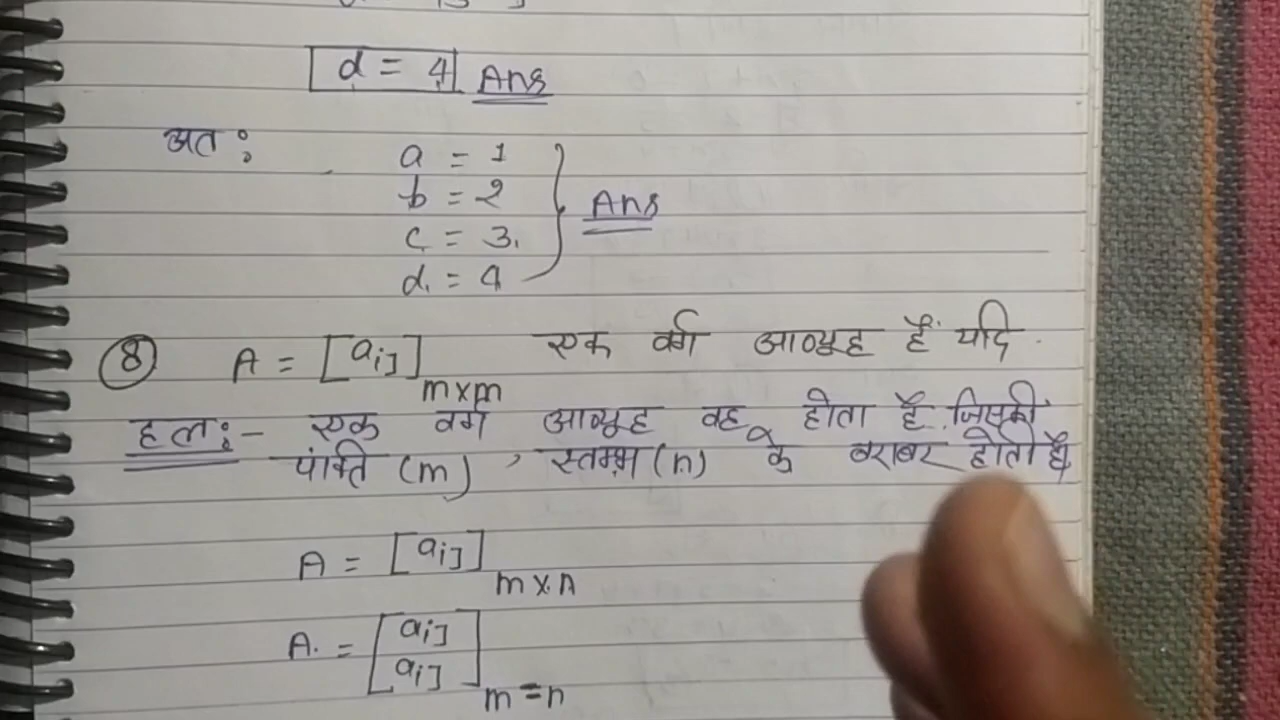 d = 4 Ans
अतः
a = 1
b = 2
c = 3
d = 4
Ans
8 A = [aij] m×m एक वर्ग आव्यूह हैं यदि
हलः- एक वर्ग आव्यूह वह होता है जिसकी
पंक्ति (m) , स्तम्भ (n) के बराबर होती है
A = [aij] m×n
A = [aij
aij] m=n